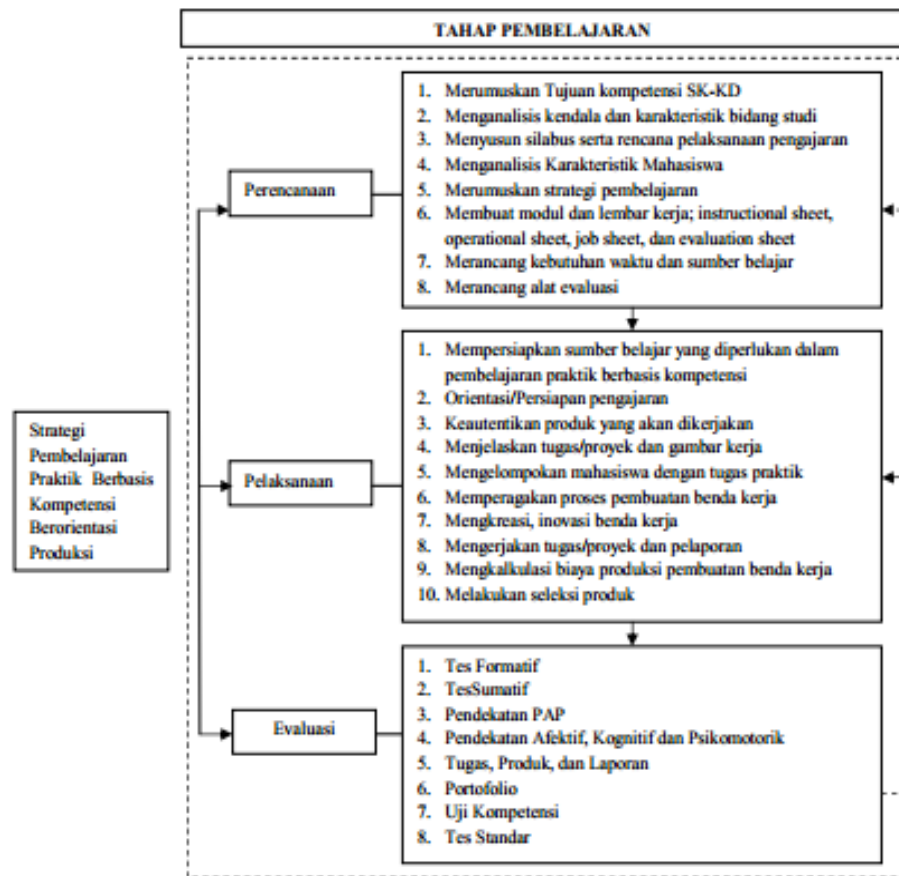 TAHAP PEMBELAJARAN
Perencanaan
1. Merumuskan Tujuan kompetensi SK-KD
2. Menganalisis kendala dan karakteristik bidang studi
3. Menyusun silabus serta rencana pelaksanaan pengajaran
4. Menganalisis Karakteristik Mahasiswa
5. Merumuskan strategi pembelajaran
6. Membuat modul dan lembar kerja; instructional sheet,
operational sheet, job sheet, dan evaluation sheet
7. Merancang kebutuhan waktu dan sumber belajar
8. Merancang alat evaluasi
Strategi
Pembelajaran
Praktik Berbasis
Kompetensi
Berorientasi
Produksi
Pelaksanaan
1. Mempersiapkan sumber belajar yang diperlukan dalam
pembelajaran praktik berbasis kompetensi
2. Orientasi/Persiapan pengajaran
3. Keautentikan produk yang akan dikerjakan
4. Menjelaskan tugas/proyek dan gambar kerja
5. Mengelompokan mahasiswa dengan tugas praktik
6. Memperagakan proses pembuatan benda kerja
7. Mengkreasi, inovasi benda kerja
8. Mengerjakan tugas/proyek dan pelaporan
9. Mengkalkulasi biaya produksi pembuatan benda kerja
10. Melakukan seleksi produk
Evaluasi
1. Tes Formatif
2. TesSumatif
3. Pendekatan PAP
4. Pendekatan Afektif, Kognitif dan Psikomotorik
5. Tugas, Produk, dan Laporan
6. Portofolio
7. Uji Kompetensi
8. Tes Standar